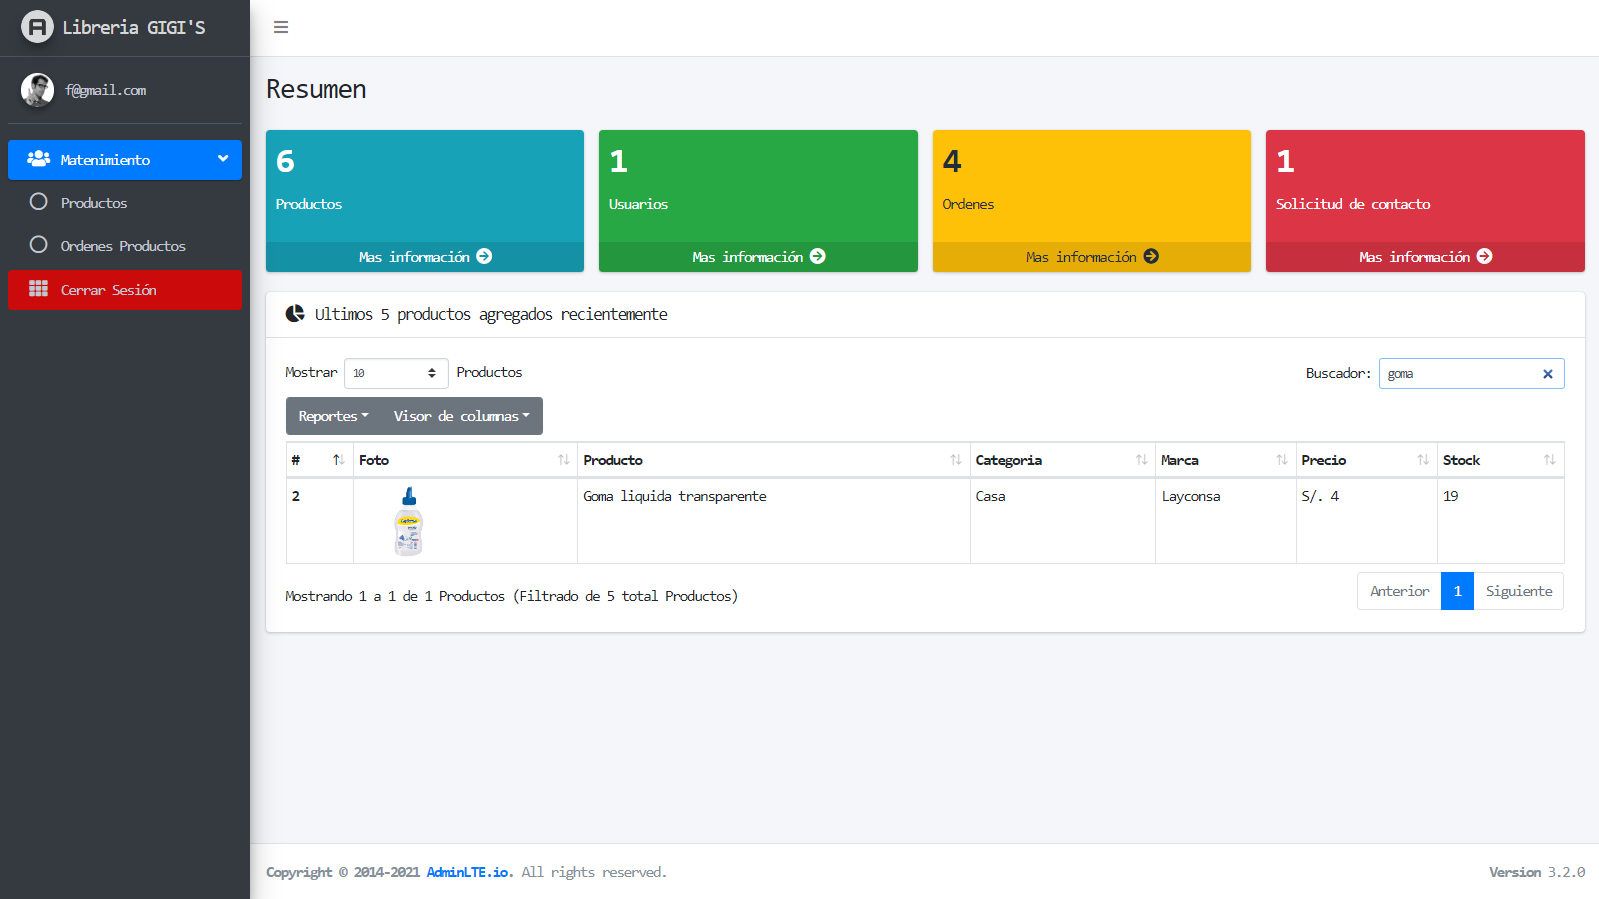 Libreria GIGI'S
f@gmail.com
Matenimiento
Productos
Ordenes Productos
Cerrar Sesión
Resumen
6
Productos
Mas información
1
Usuarios
Mas información
4
Ordenes
Mas información
1
Solicitud de contacto
Mas información
Ultimos 5 productos agregados recientemente
Mostrar 10 Productos
Buscador: goma
Reportes Visor de columnas
# Foto Producto Categoria Marca Precio Stock
2 Goma liquida transparente Casa Layconsa S/. 4 19
Mostrando 1 a 1 de 1 Productos (Filtrado de 5 total Productos)
Anterior 1 Siguiente
Copyright © 2014-2021 AdminLTE.io. All rights reserved.
Version 3.2.0